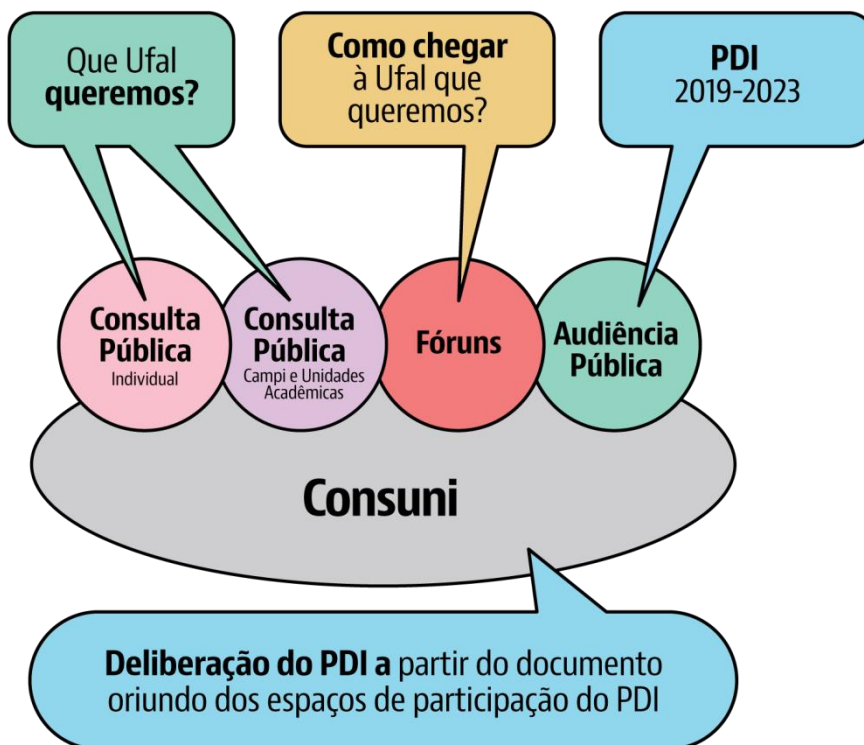 Que Ufal
queremos?
Como chegar
à Ufal que
queremos?
PDI
2019-2023
Consulta
Pública
Individual
Consulta
Pública
Campi e Unidades
Acadêmicas
Fóruns
Audiência
Pública
Consuni
Deliberação do PDI a partir do documento
oriundo dos espaços de participação do PDI